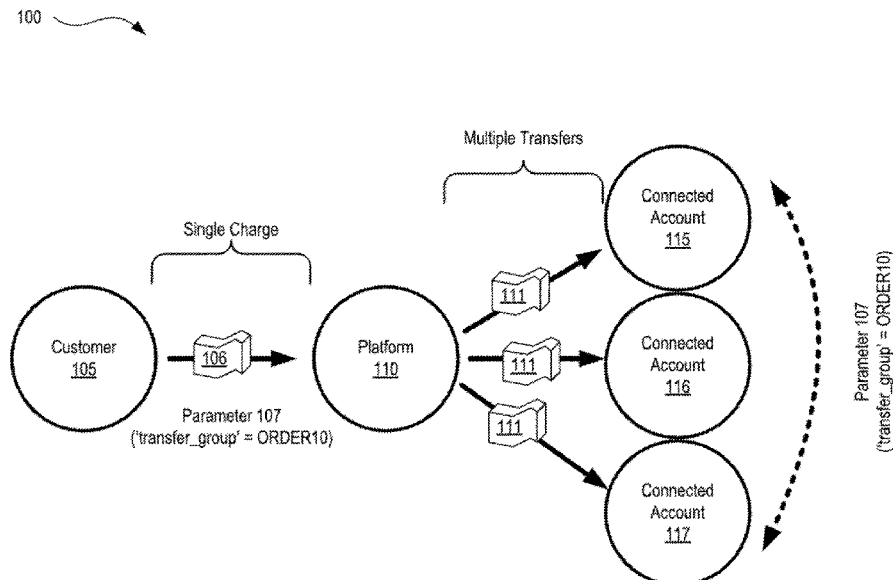 100
Multiple Transfers
Single Charge
Connected
Account
115
111
Customer
105
106
Platform
110
111
Connected
Account
116
Parameter 107
('transfer_group' = ORDER10)
111
Connected
Account
117
Parameter 107
('transfer_group' = ORDER10)